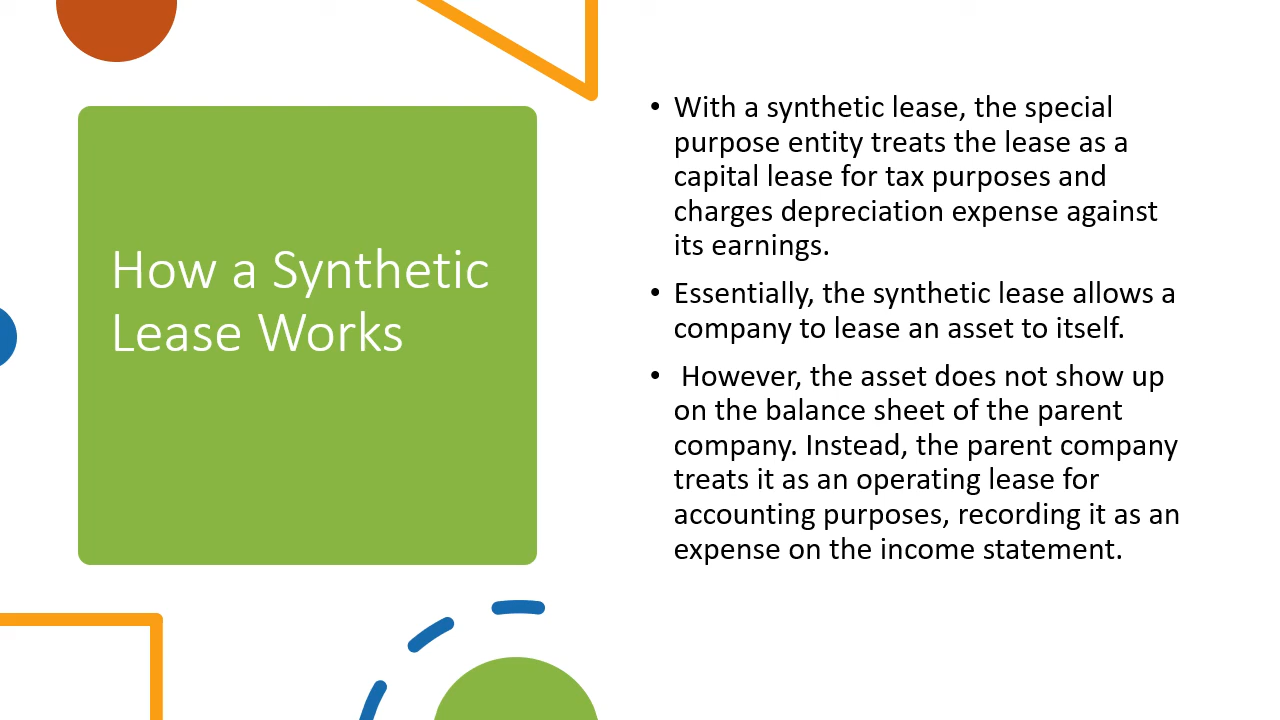 How a Synthetic
Lease Works
• With a synthetic lease, the special
purpose entity treats the lease as a
capital lease for tax purposes and
charges depreciation expense against
its earnings.
• Essentially, the synthetic lease allows a
company to lease an asset to itself.
• However, the asset does not show up
on the balance sheet of the parent
company. Instead, the parent company
treats it as an operating lease for
accounting purposes, recording it as an
expense on the income statement.